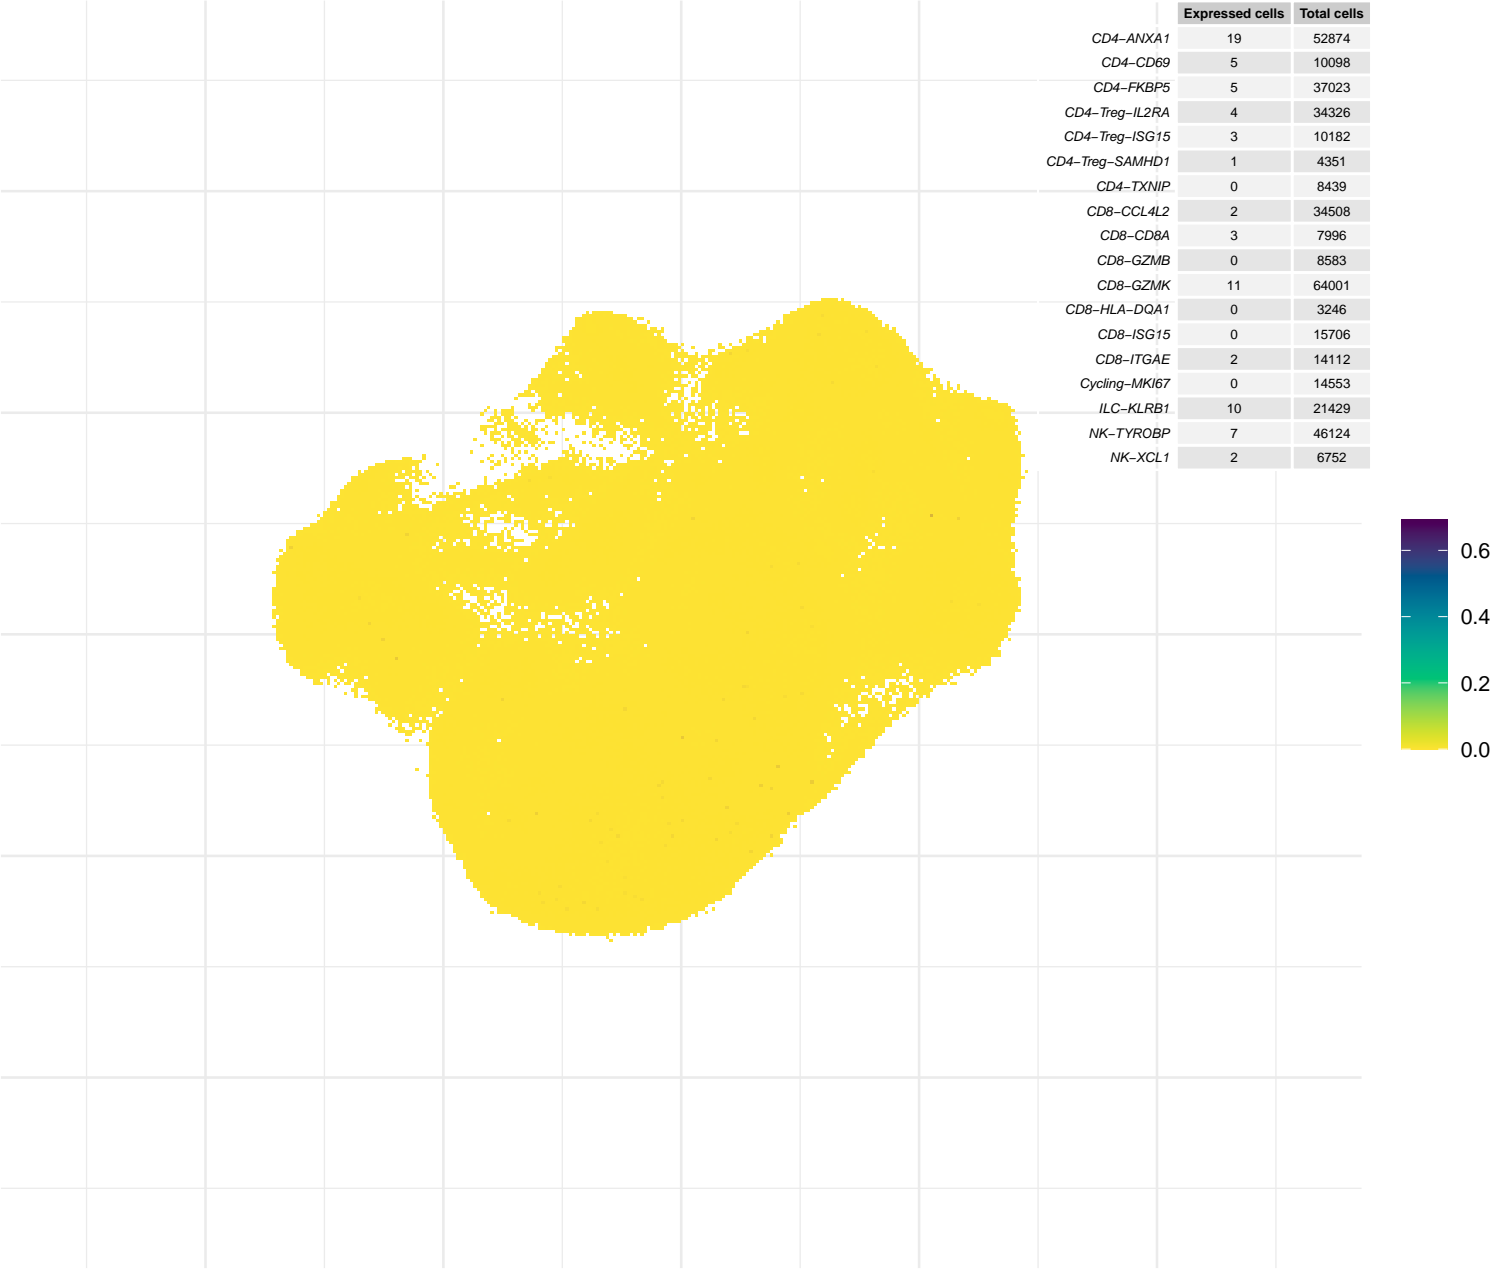 Expressed cells Total cells
CD4−ANXA1 19 52874
CD4−CD69 5 10098
CD4−FKBP5 5 37023
CD4−Treg−IL2RA 4 34326
CD4−Treg−ISG15 3 10182
CD4−Treg−SAMHD1 1 4351
CD4−TXNIP 0 8439
CD8−CCL4L2 2 34508
CD8−CD8A 3 7996
CD8−GZMB 0 8583
CD8−GZMK 11 64001
CD8−HLA−DQA1 0 3246
CD8−ISG15 0 15706
CD8−ITGAE 2 14112
Cycling−MKI67 0 14553
ILC−KLRB1 10 21429
NK−TYROBP 7 46124
NK−XCL1 2 6752
0.6
0.4
0.2
0.0